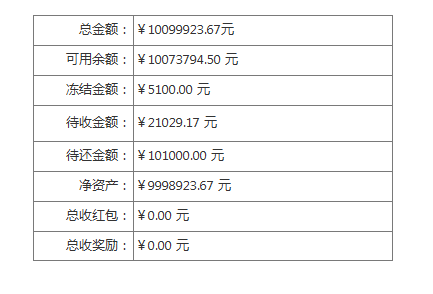 总金额： ￥10099923.67元
可用余额： ￥10073794.50 元
冻结金额： ￥5100.00 元
待收金额： ￥21029.17 元
待还金额： ￥101000.00 元
净资产： ￥9998923.67 元
总收红包： ￥0.00 元
总收奖励： ￥0.00 元